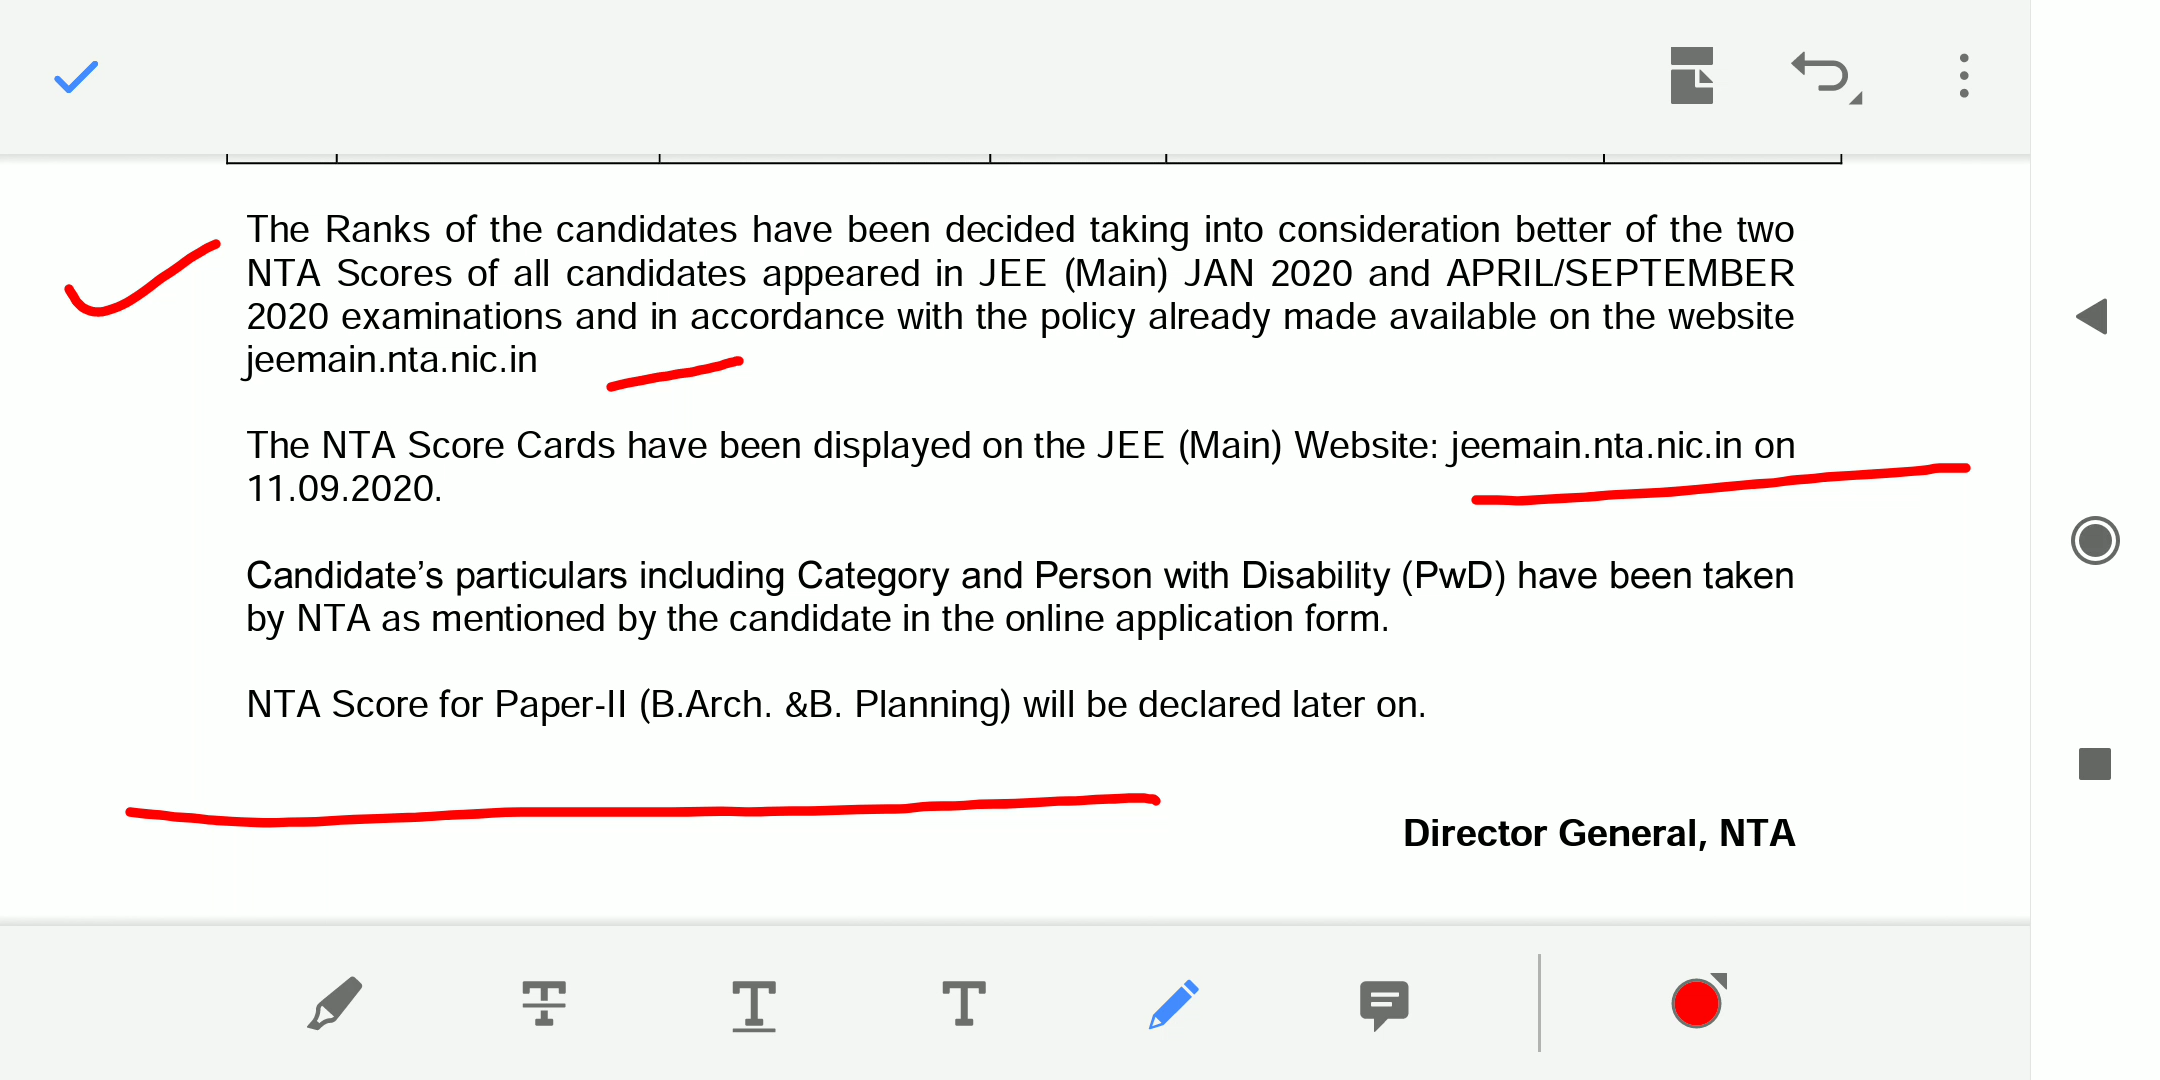 The Ranks of the candidates have been decided taking into consideration better of the two
NTA Scores of all candidates appeared in JEE (Main) JAN 2020 and APRIL/SEPTEMBER
2020 examinations and in accordance with the policy already made available on the website
jeemain.nta.nic.in
The NTA Score Cards have been displayed on the JEE (Main) Website: jeemain.nta.nic.in on
11.09.2020.
Candidate’s particulars including Category and Person with Disability (PwD) have been taken
by NTA as mentioned by the candidate in the online application form.
NTA Score for Paper-II (B.Arch. &B. Planning) will be declared later on.
Director General, NTA